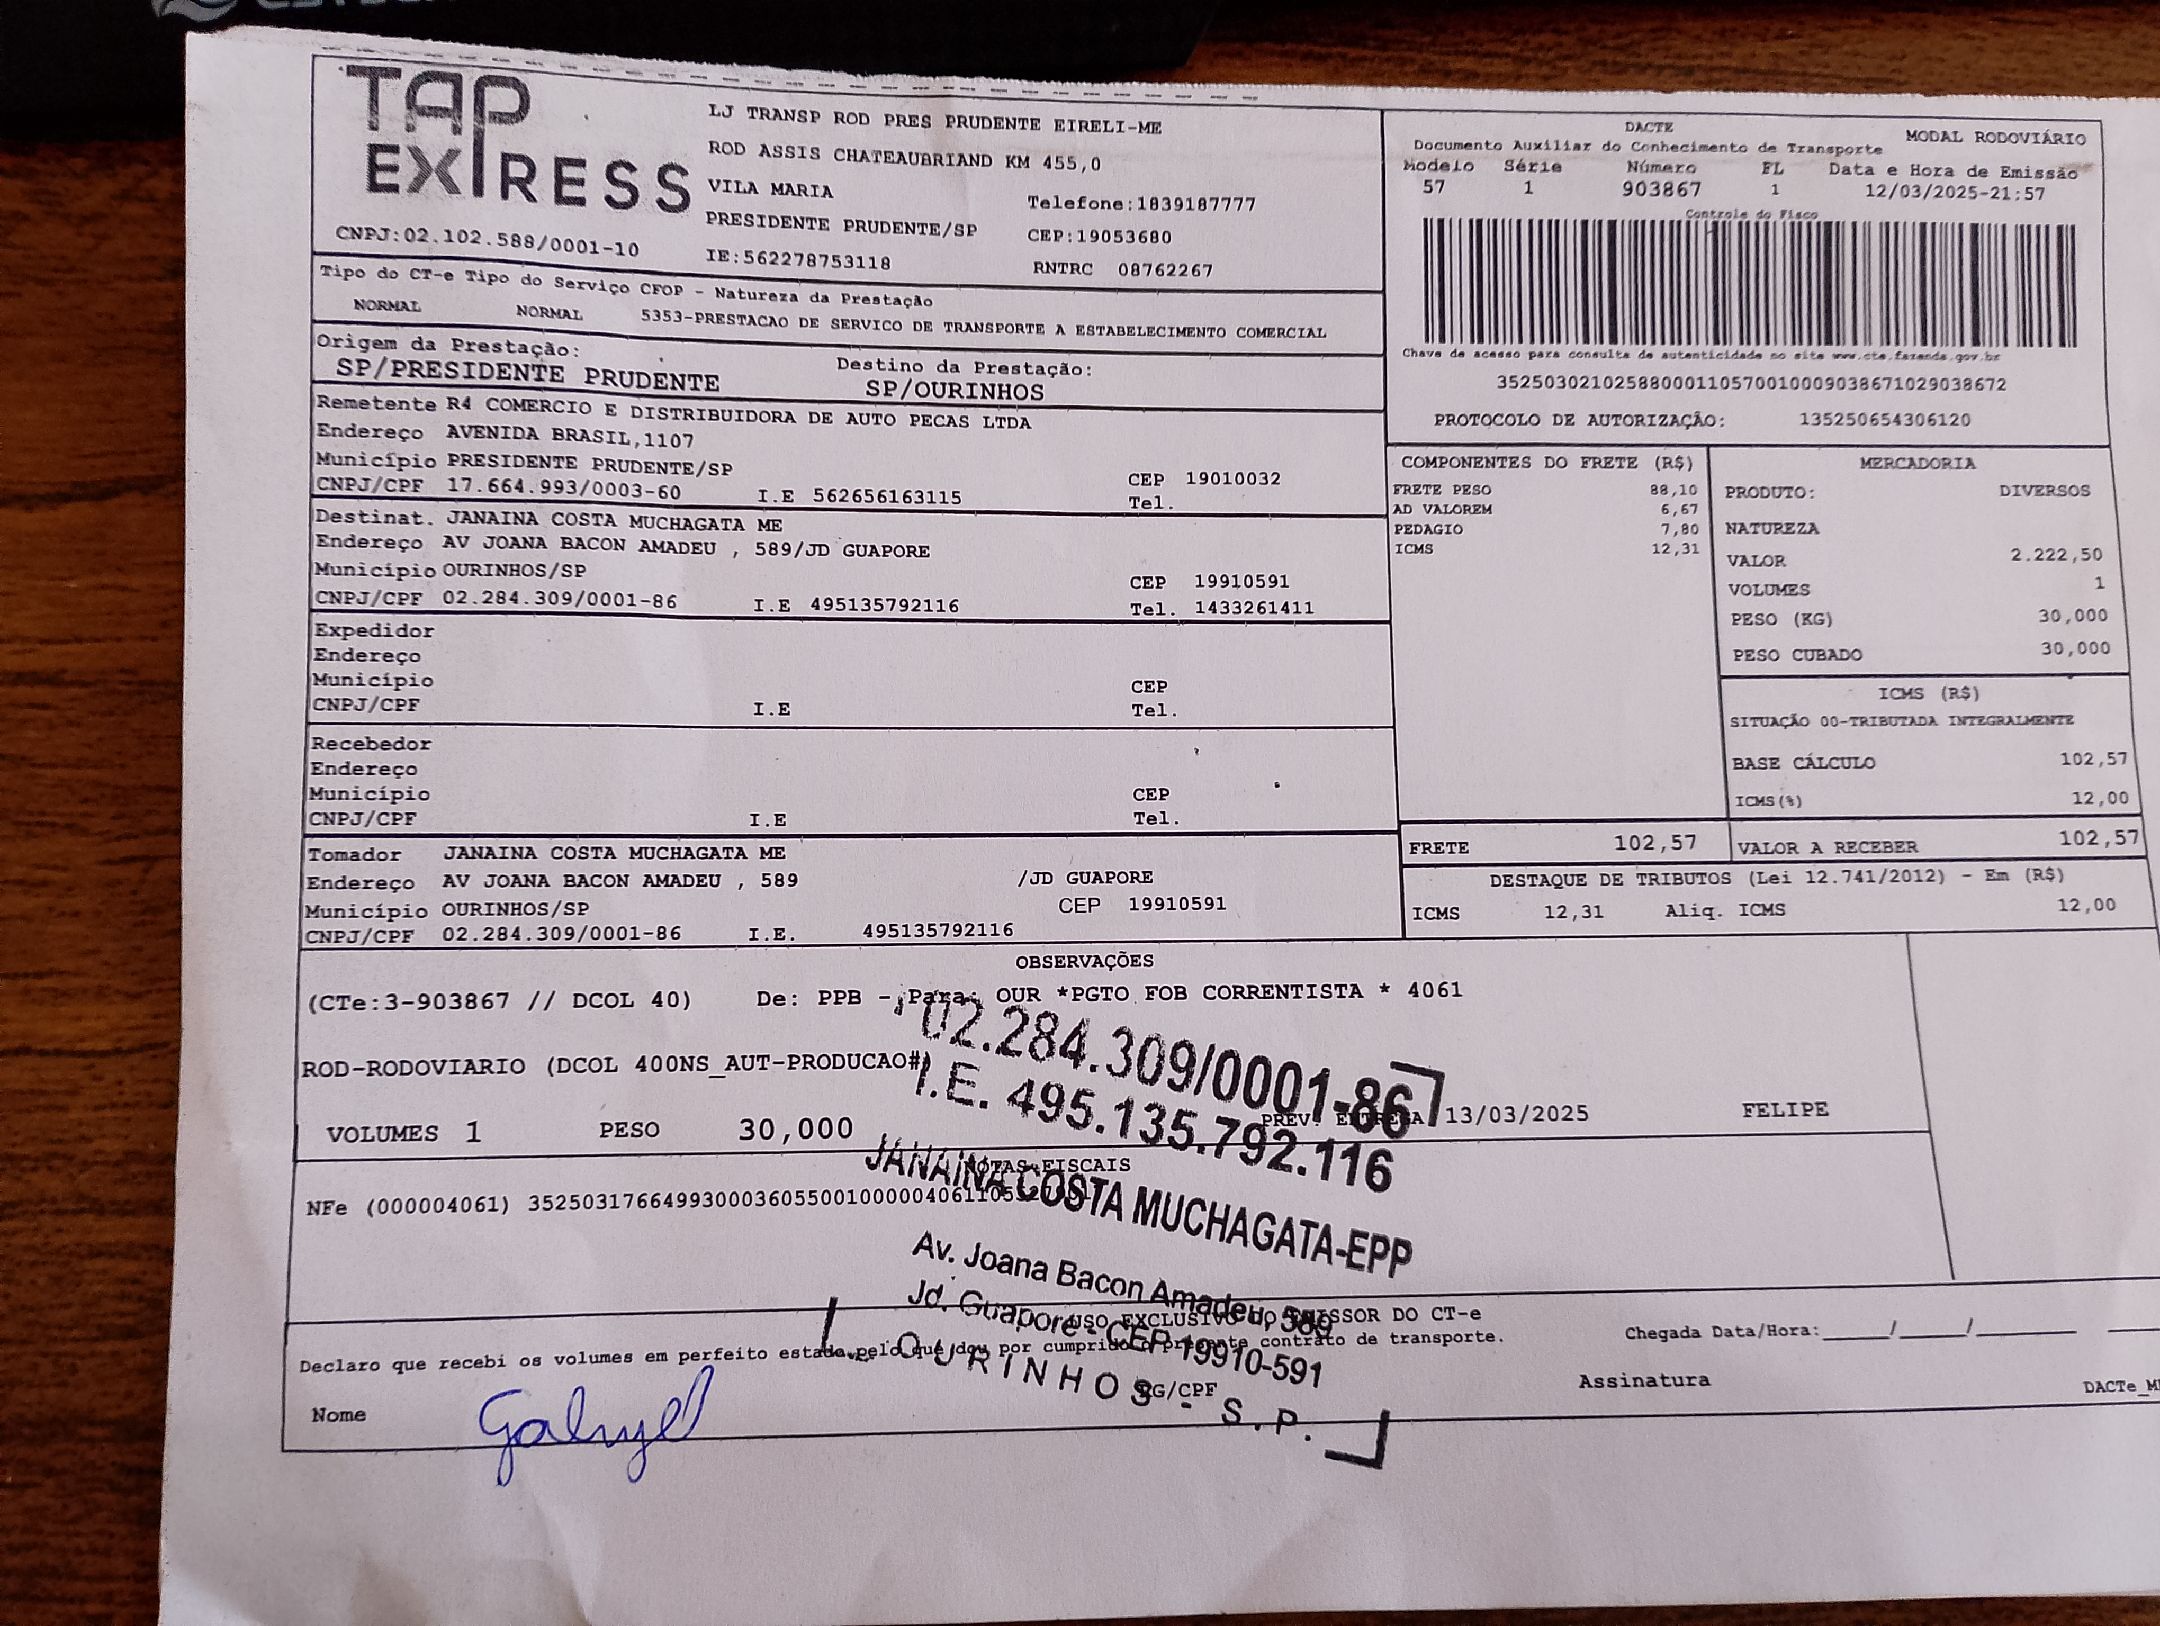 TAP
EXPRESS
CNPJ:02.102.588/0001-10
LJ TRANSP ROD PRES PRUDENTE EIRELI-ME
ROD ASSIS CHATEAUBRIAND KM 455,0
VILA MARIA
Telefone:1839187777
PRESIDENTE PRUDENTE/SP
CEP:19053680
IE:562278753118
RNTRC 08762267
DACTE
MODAL RODOVIÁRIO
Documento Auxiliar do Conhecimento de Transporte
Modelo Série Número FL Data e Hora de Emissão
57 1 903867 1 12/03/2025-21:57
Controle do Fisco
Chave de acesso para consulta de autenticidade no site www.cte.fazenda.gov.br
35250302102588000110570010009038671029038672
PROTOCOLO DE AUTORIZAÇÃO: 135250654306120
Tipo do CT-e Tipo do Serviço CFOP - Natureza da Prestação
NORMAL NORMAL 5353-PRESTACAO DE SERVICO DE TRANSPORTE A ESTABELECIMENTO COMERCIAL
Origem da Prestação: Destino da Prestação:
SP/PRESIDENTE PRUDENTE SP/OURINHOS
Remetente R4 COMERCIO E DISTRIBUIDORA DE AUTO PECAS LTDA
Endereço AVENIDA BRASIL,1107
Município PRESIDENTE PRUDENTE/SP CEP 19010032
CNPJ/CPF 17.664.993/0003-60 I.E 562656163115 Tel.
Destinat. JANAINA COSTA MUCHAGATA ME
Endereço AV JOANA BACON AMADEU , 589/JD GUAPORE
Município OURINHOS/SP CEP 19910591
CNPJ/CPF 02.284.309/0001-86 I.E 495135792116 Tel. 1433261411
Expedidor
Endereço
Município CEP
CNPJ/CPF I.E Tel.
Recebedor
Endereço
Município CEP
CNPJ/CPF I.E Tel.
Tomador JANAINA COSTA MUCHAGATA ME
Endereço AV JOANA BACON AMADEU , 589 /JD GUAPORE
Município OURINHOS/SP CEP 19910591
CNPJ/CPF 02.284.309/0001-86 I.E. 495135792116
COMPONENTES DO FRETE (R$)
FRETE PESO 88,10
AD VALOREM 6,67
PEDAGIO 7,80
ICMS 12,31
MERCADORIA
PRODUTO: DIVERSOS
NATUREZA
VALOR 2.222,50
VOLUMES 1
PESO (KG) 30,000
PESO CUBADO 30,000
ICMS (R$)
SITUAÇÃO 00-TRIBUTADA INTEGRALMENTE
BASE CÁLCULO 102,57
ICMS(%) 12,00
FRETE 102,57 VALOR A RECEBER 102,57
DESTAQUE DE TRIBUTOS (Lei 12.741/2012) - Em (R$)
ICMS 12,31 Aliq. ICMS 12,00
OBSERVAÇÕES
(CTe:3-903867 // DCOL 40) De: PPB - Para: OUR *PGTO FOB CORRENTISTA * 4061
ROD-RODOVIARIO (DCOL 400NS_AUT-PRODUCAO#)
VOLUMES 1 PESO 30,000 PREV. ENTREGA 13/03/2025 FELIPE
NOTAS FISCAIS
NFe (000004061)
02.284.309/0001-86
I.E. 495.135.792.116
JANAINA COSTA MUCHAGATA-EPP
Av. Joana Bacon Amadeu, 589
Jd. Guapore - CEP 19910-591
OURINHOS - S.P.
USO EXCLUSIVO DO EMISSOR DO CT-e
Declaro que recebi os volumes em perfeito estado pelo que dou por cumprido o presente contrato de transporte.
Chegada Data/Hora:____/____/____
Nome Gabryel RG/CPF Assinatura